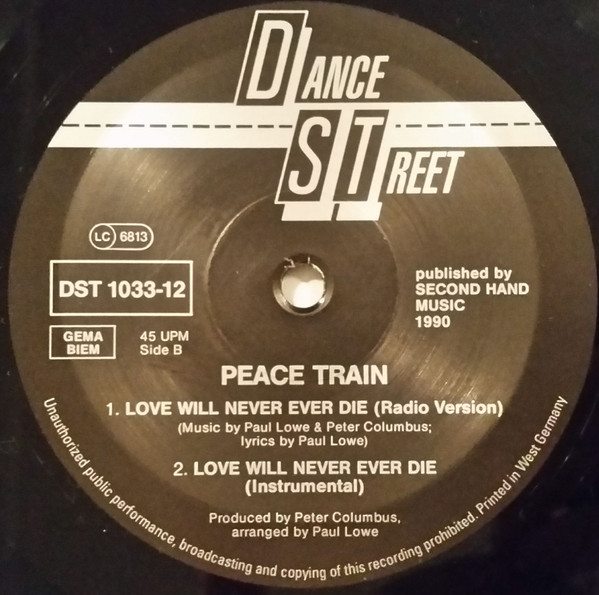 DANCE
STREET
LC 6813
DST 1033-12
GEMA
BIEM
45 UPM
Side B
published by
SECOND HAND
MUSIC
1990
PEACE TRAIN
1. LOVE WILL NEVER EVER DIE (Radio Version)
(Music by Paul Lowe & Peter Columbus;
lyrics by Paul Lowe)
2. LOVE WILL NEVER EVER DIE
(Instrumental)
Produced by Peter Columbus,
arranged by Paul Lowe
Unauthorized public performance, broadcasting and copying of this recording prohibited. Printed in West Germany